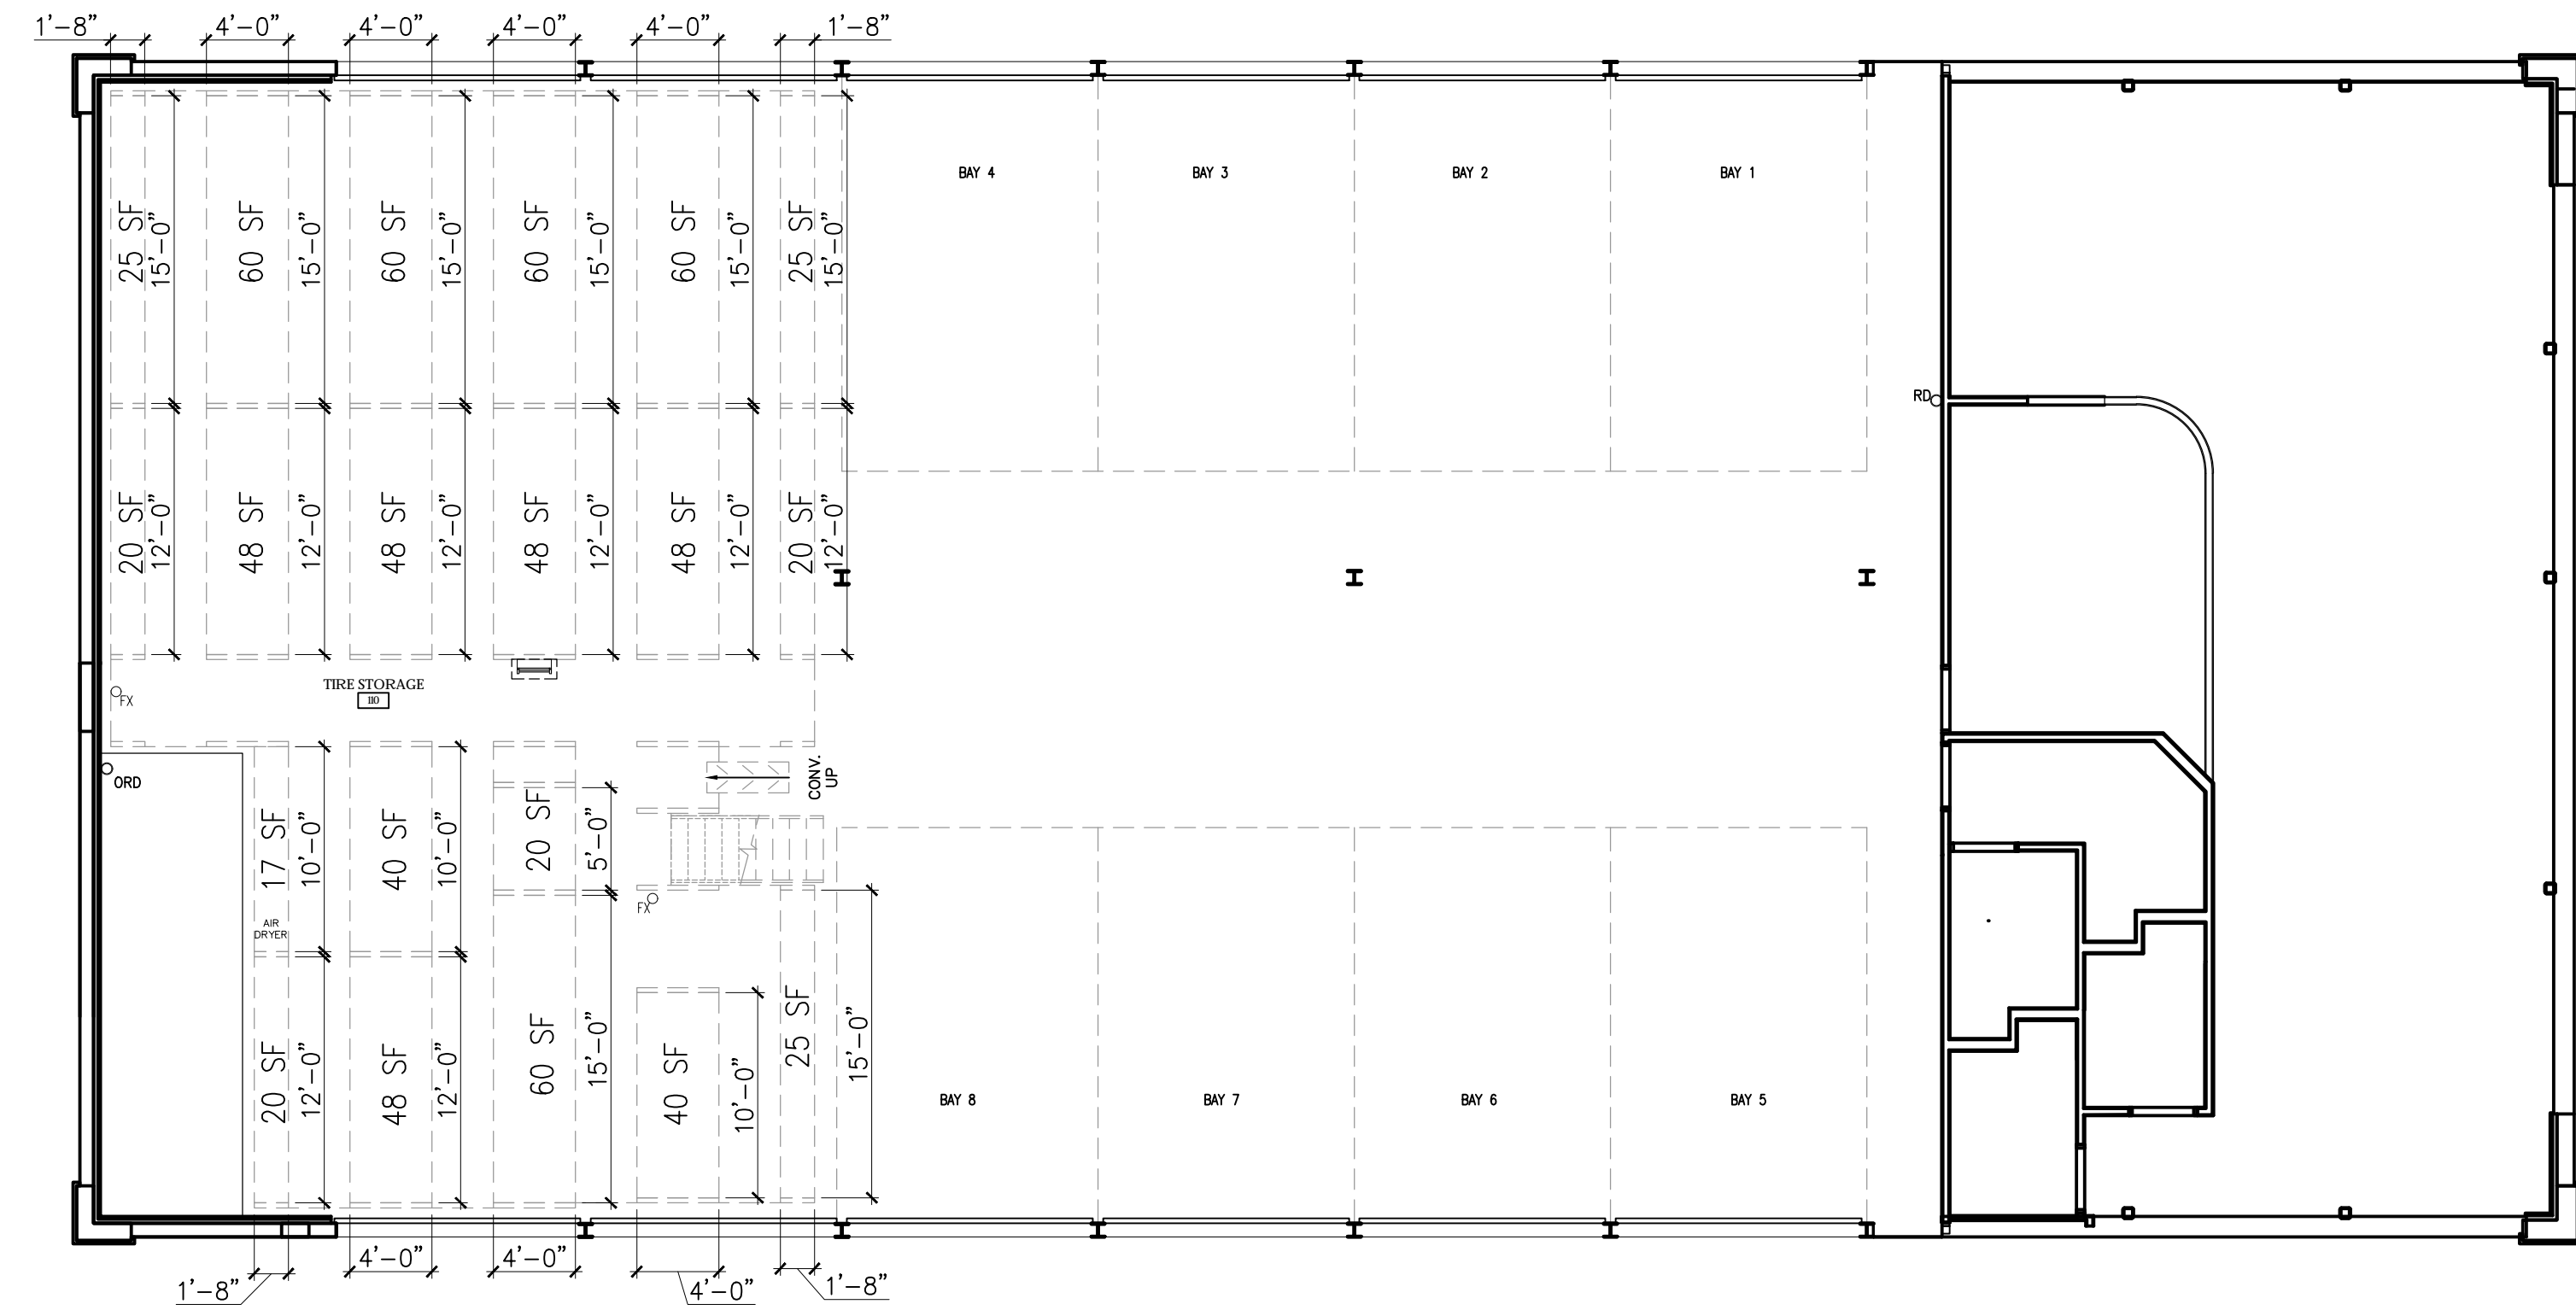 1'-8" 4'-0" 4'-0" 4'-0" 4'-0" 1'-8"
BAY 4 BAY 3 BAY 2 BAY 1
25 SF 15'-0" 60 SF 15'-0" 60 SF 15'-0" 60 SF 15'-0" 60 SF 15'-0" 25 SF 15'-0"
RD
20 SF 12'-0" 48 SF 12'-0" 48 SF 12'-0" 48 SF 12'-0" 48 SF 12'-0" 20 SF 12'-0"
TIRE STORAGE
110
FX
ORD
CONV.
UP
17 SF 10'-0" 40 SF 10'-0" 20 SF 5'-0"
FX
AIR
DRYER
20 SF 12'-0" 48 SF 12'-0" 60 SF 15'-0" 40 SF 10'-0" 25 SF 15'-0"
BAY 8 BAY 7 BAY 6 BAY 5
4'-0" 4'-0"
1'-8" 4'-0" 1'-8"